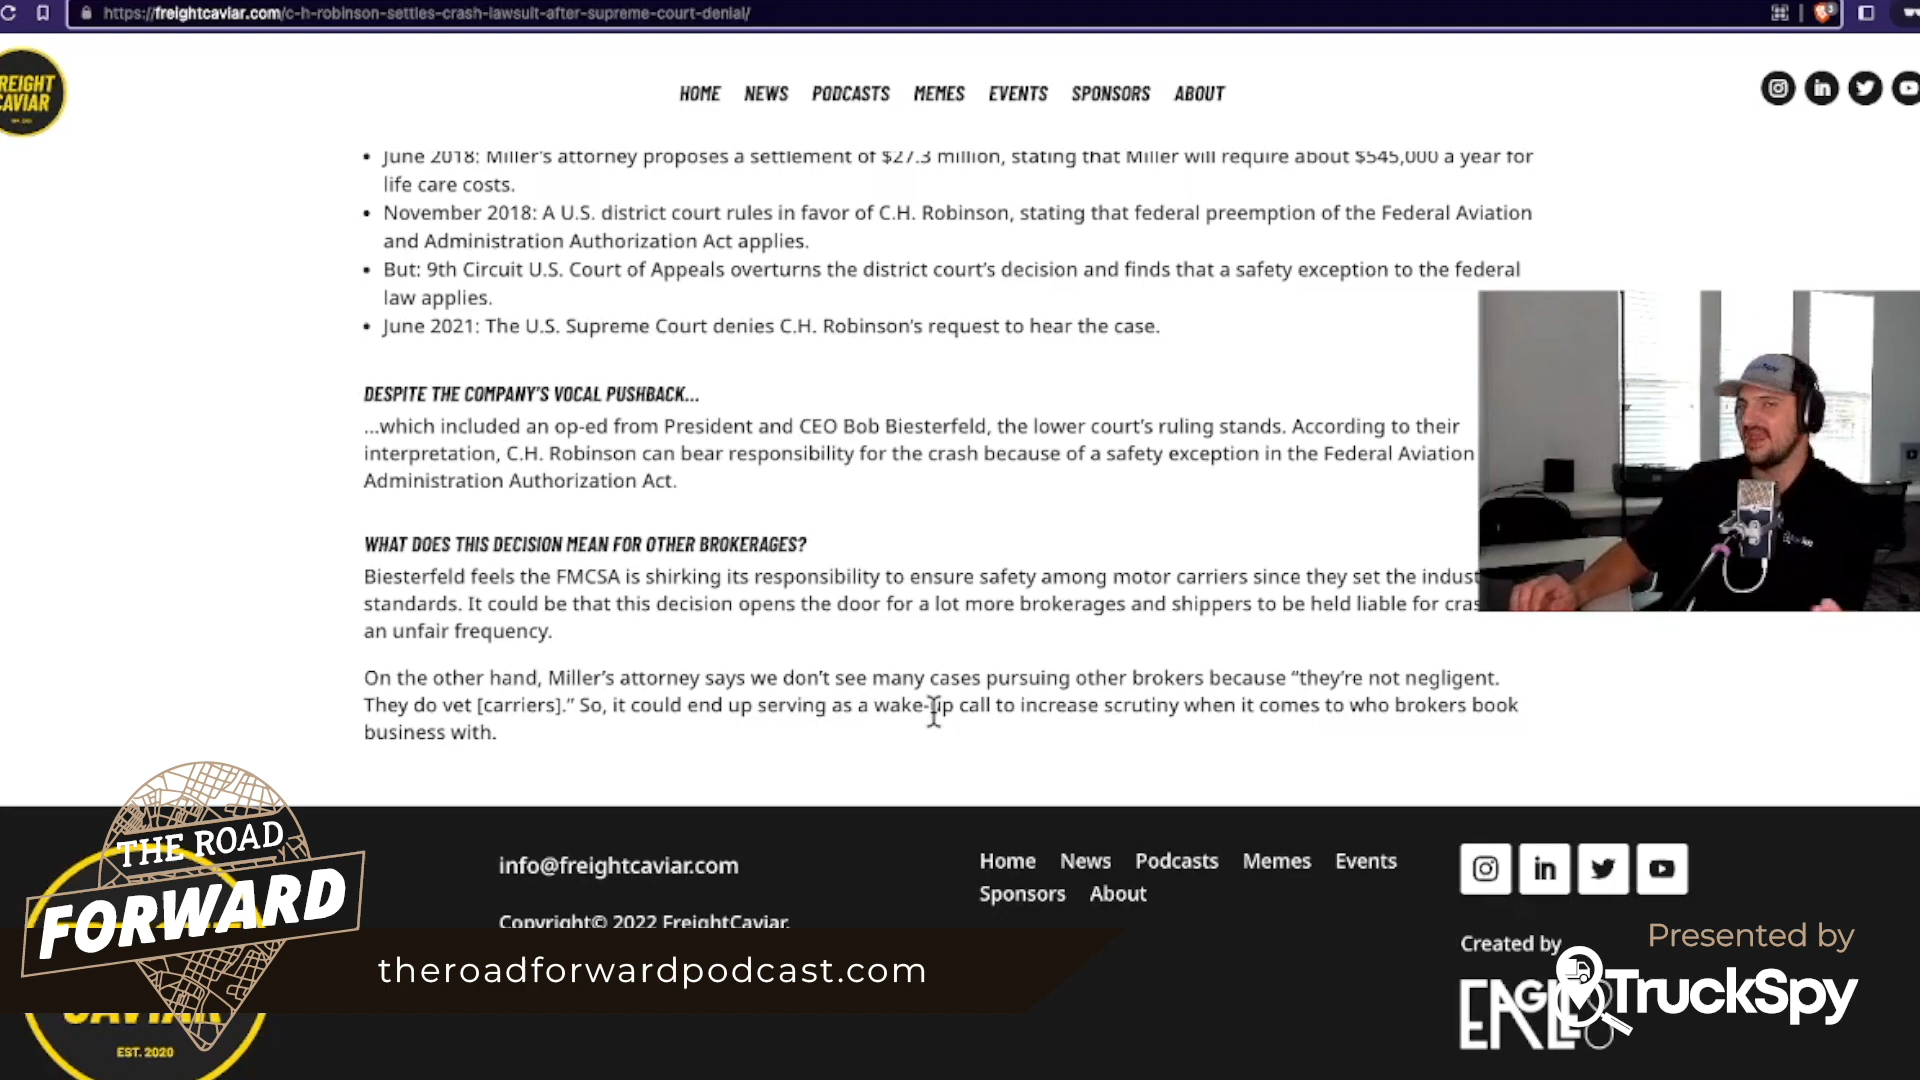 https://freightcaviar.com/c-h-robinson-settles-crash-lawsuit-after-supreme-court-denial/
REIGHT
CAVIAR
HOME NEWS PODCASTS MEMES EVENTS SPONSORS ABOUT
June 2018: Miller's attorney proposes a settlement of $27.3 million, stating that Miller will require about $545,000 a year for
life care costs.
November 2018: A U.S. district court rules in favor of C.H. Robinson, stating that federal preemption of the Federal Aviation
and Administration Authorization Act applies.
But: 9th Circuit U.S. Court of Appeals overturns the district court's decision and finds that a safety exception to the federal
law applies.
June 2021: The U.S. Supreme Court denies C.H. Robinson's request to hear the case.
DESPITE THE COMPANY'S VOCAL PUSHBACK...
...which included an op-ed from President and CEO Bob Biesterfeld, the lower court's ruling stands. According to their
interpretation, C.H. Robinson can bear responsibility for the crash because of a safety exception in the Federal Aviation
Administration Authorization Act.
WHAT DOES THIS DECISION MEAN FOR OTHER BROKERAGES?
Biesterfeld feels the FMCSA is shirking its responsibility to ensure safety among motor carriers since they set the indust
standards. It could be that this decision opens the door for a lot more brokerages and shippers to be held liable for cras
an unfair frequency.
On the other hand, Miller's attorney says we don't see many cases pursuing other brokers because “they're not negligent.
They do vet [carriers].” So, it could end up serving as a wake-up call to increase scrutiny when it comes to who brokers book
business with.
THE ROAD
FORWARD
CAVIAR
EST. 2020
info@freightcaviar.com
Copyright© 2022 FreightCaviar.
theroadforwardpodcast.com
Home News Podcasts Memes Events
Sponsors About
Created by
EAGLE
Presented by
TruckSpy